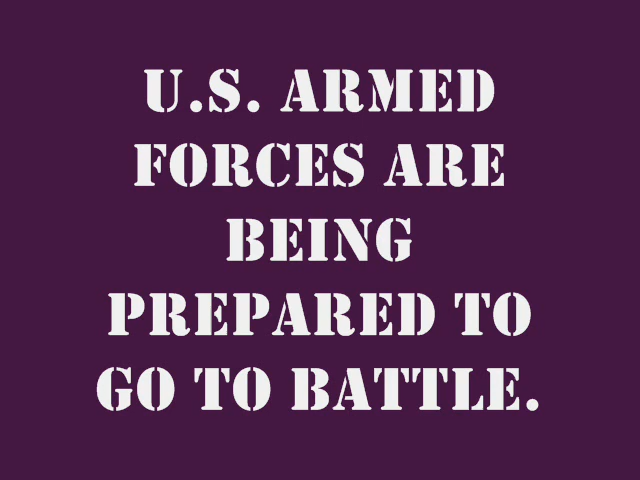 U.S. ARMED
FORCES ARE
BEING
PREPARED TO
GO TO BATTLE.